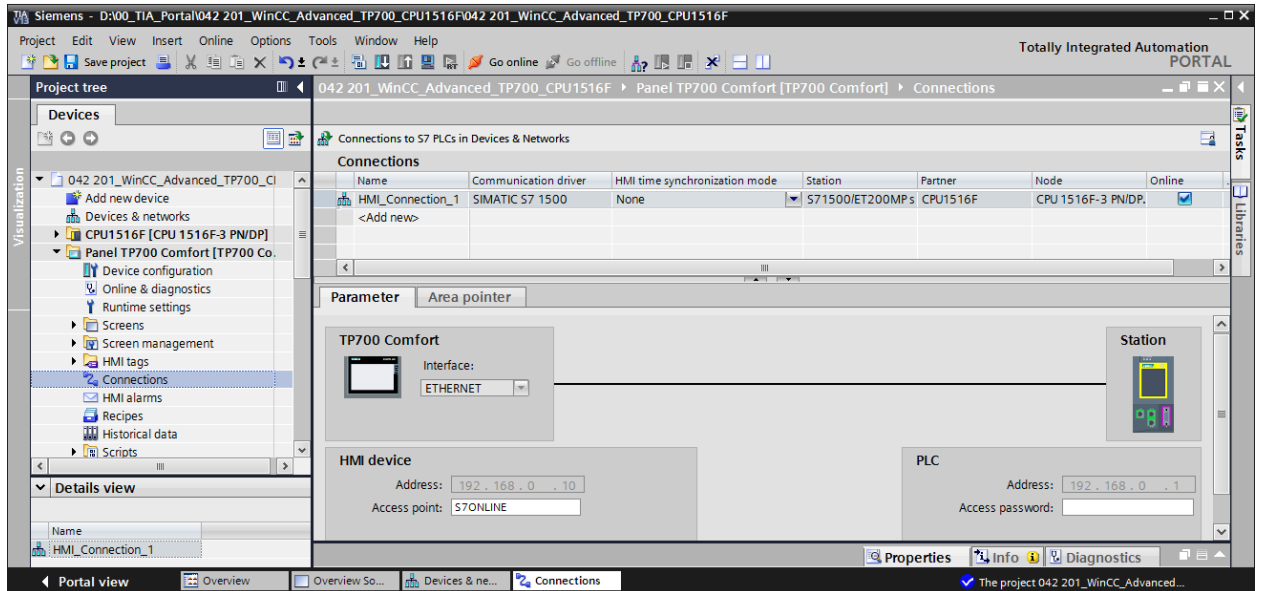 Siemens - D:\00_TIA_Portal\042 201_WinCC_Advanced_TP700_CPU1516F\042 201_WinCC_Advanced_TP700_CPU1516F
Project Edit View Insert Online Options Tools Window Help
Totally Integrated Automation
PORTAL
Save project Go online Go offline
Project tree
042 201_WinCC_Advanced_TP700_CPU1516F Panel TP700 Comfort [TP700 Comfort] Connections
Devices
Connections to S7 PLCs in Devices & Networks
Connections
Name Communication driver HMI time synchronization mode Station Partner Node Online
HMI_Connection_1 SIMATIC S7 1500 None S71500/ET200MP s CPU1516F CPU 1516F-3 PN/DP.
<Add new>
Visualization
042 201_WinCC_Advanced_TP700_CI
Add new device
Devices & networks
CPU1516F [CPU 1516F-3 PN/DP]
Panel TP700 Comfort [TP700 Co.
Device configuration
Online & diagnostics
Runtime settings
Screens
Screen management
HMI tags
Connections
HMI alarms
Recipes
Historical data
Scripts
Parameter Area pointer
TP700 Comfort
Interface:
ETHERNET
Station
HMI device
Address: 192 . 168 . 0 . 10
Access point: S7ONLINE
PLC
Address: 192 . 168 . 0 . 1
Access password:
Details view
Name
HMI_Connection_1
Properties Info Diagnostics
Tasks
Libraries
Portal view Overview Overview So... Devices & ne... Connections
The project 042 201_WinCC_Advanced...